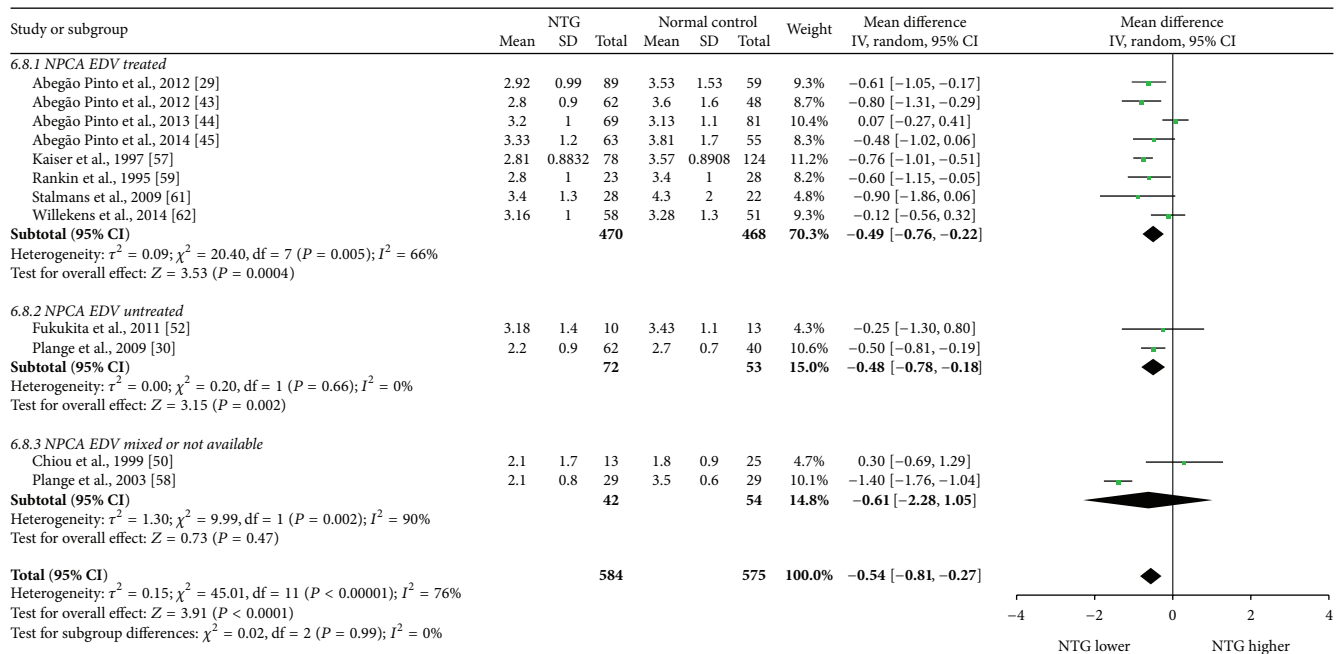 Study or subgroup NTG Normal control Weight Mean difference Mean difference
Mean SD Total Mean SD Total IV, random, 95% CI IV, random, 95% CI
6.8.1 NPCA EDV treated
Abegão Pinto et al., 2012 [29] 2.92 0.99 89 3.53 1.53 59 9.3% −0.61 [−1.05, −0.17]
Abegão Pinto et al., 2012 [43] 2.8 0.9 62 3.6 1.6 48 8.7% −0.80 [−1.31, −0.29]
Abegão Pinto et al., 2013 [44] 3.2 1 69 3.13 1.1 81 10.4% 0.07 [−0.27, 0.41]
Abegão Pinto et al., 2014 [45] 3.33 1.2 63 3.81 1.7 55 8.4% −0.48 [−1.02, 0.06]
Kaiser et al., 1997 [57] 2.81 0.8832 78 3.57 0.8908 124 11.2% −0.76 [−1.01, −0.51]
Rankin et al., 1995 [59] 2.8 1 23 3.4 1 28 8.2% −0.60 [−1.15, −0.05]
Stalmans et al., 2009 [61] 3.4 1.3 28 4.3 2 22 4.8% −0.90 [−1.86, 0.06]
Willekens et al., 2014 [62] 3.16 1 58 3.28 1.3 51 9.3% −0.12 [−0.56, 0.32]
Subtotal (95% CI) 470 468 70.3% −0.49 [−0.76, −0.22]
Heterogeneity: τ² = 0.09; χ² = 20.40, df = 7 (P = 0.005); I² = 66%
Test for overall effect: Z = 3.53 (P = 0.0004)
6.8.2 NPCA EDV untreated
Fukukita et al., 2011 [52] 3.18 1.4 10 3.43 1.1 13 4.3% −0.25 [−1.30, 0.80]
Plange et al., 2009 [30] 2.2 0.9 62 2.7 0.7 40 10.6% −0.50 [−0.81, −0.19]
Subtotal (95% CI) 72 53 15.0% −0.48 [−0.78, −0.18]
Heterogeneity: τ² = 0.00; χ² = 0.20, df = 1 (P = 0.66); I² = 0%
Test for overall effect: Z = 3.15 (P = 0.002)
6.8.3 NPCA EDV mixed or not available
Chiou et al., 1999 [50] 2.1 1.7 13 1.8 0.9 25 4.7% 0.30 [−0.69, 1.29]
Plange et al., 2003 [58] 2.1 0.8 29 3.5 0.6 29 10.1% −1.40 [−1.76, −1.04]
Subtotal (95% CI) 42 54 14.8% −0.61 [−2.28, 1.05]
Heterogeneity: τ² = 1.30; χ² = 9.99, df = 1 (P = 0.002); I² = 90%
Test for overall effect: Z = 0.73 (P = 0.47)
Total (95% CI) 584 575 100.0% −0.54 [−0.81, −0.27]
Heterogeneity: τ² = 0.15; χ² = 45.01, df = 11 (P < 0.00001); I² = 76%
Test for overall effect: Z = 3.91 (P < 0.0001)
Test for subgroup differences: χ² = 0.02, df = 2 (P = 0.99); I² = 0%
−4 −2 0 2 4
NTG lower NTG higher